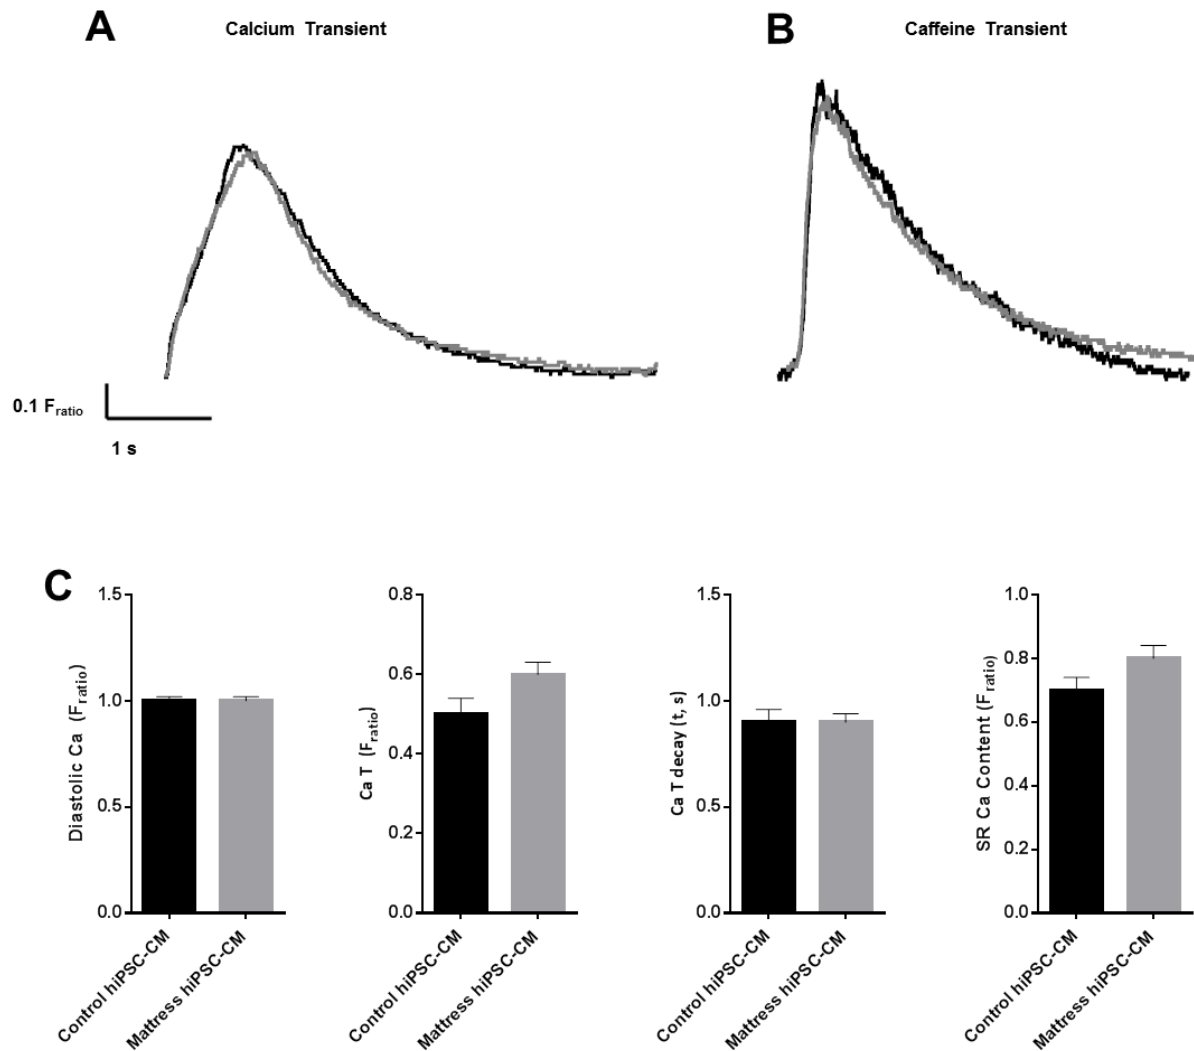 A
Calcium Transient
B
Caffeine Transient
0.1 Fratio
1 s
C
Diastolic Ca (Fratio)
1.5
1.0
0.5
0.0
Control hiPSC-CM
Mattress hiPSC-CM
Ca T (Fratio)
0.8
0.6
0.4
0.2
0.0
Control hiPSC-CM
Mattress hiPSC-CM
Ca T decay (t, s)
1.5
1.0
0.5
0.0
Control hiPSC-CM
Mattress hiPSC-CM
SR Ca Content (Fratio)
1.0
0.8
0.6
0.4
0.2
0.0
Control hiPSC-CM
Mattress hiPSC-CM